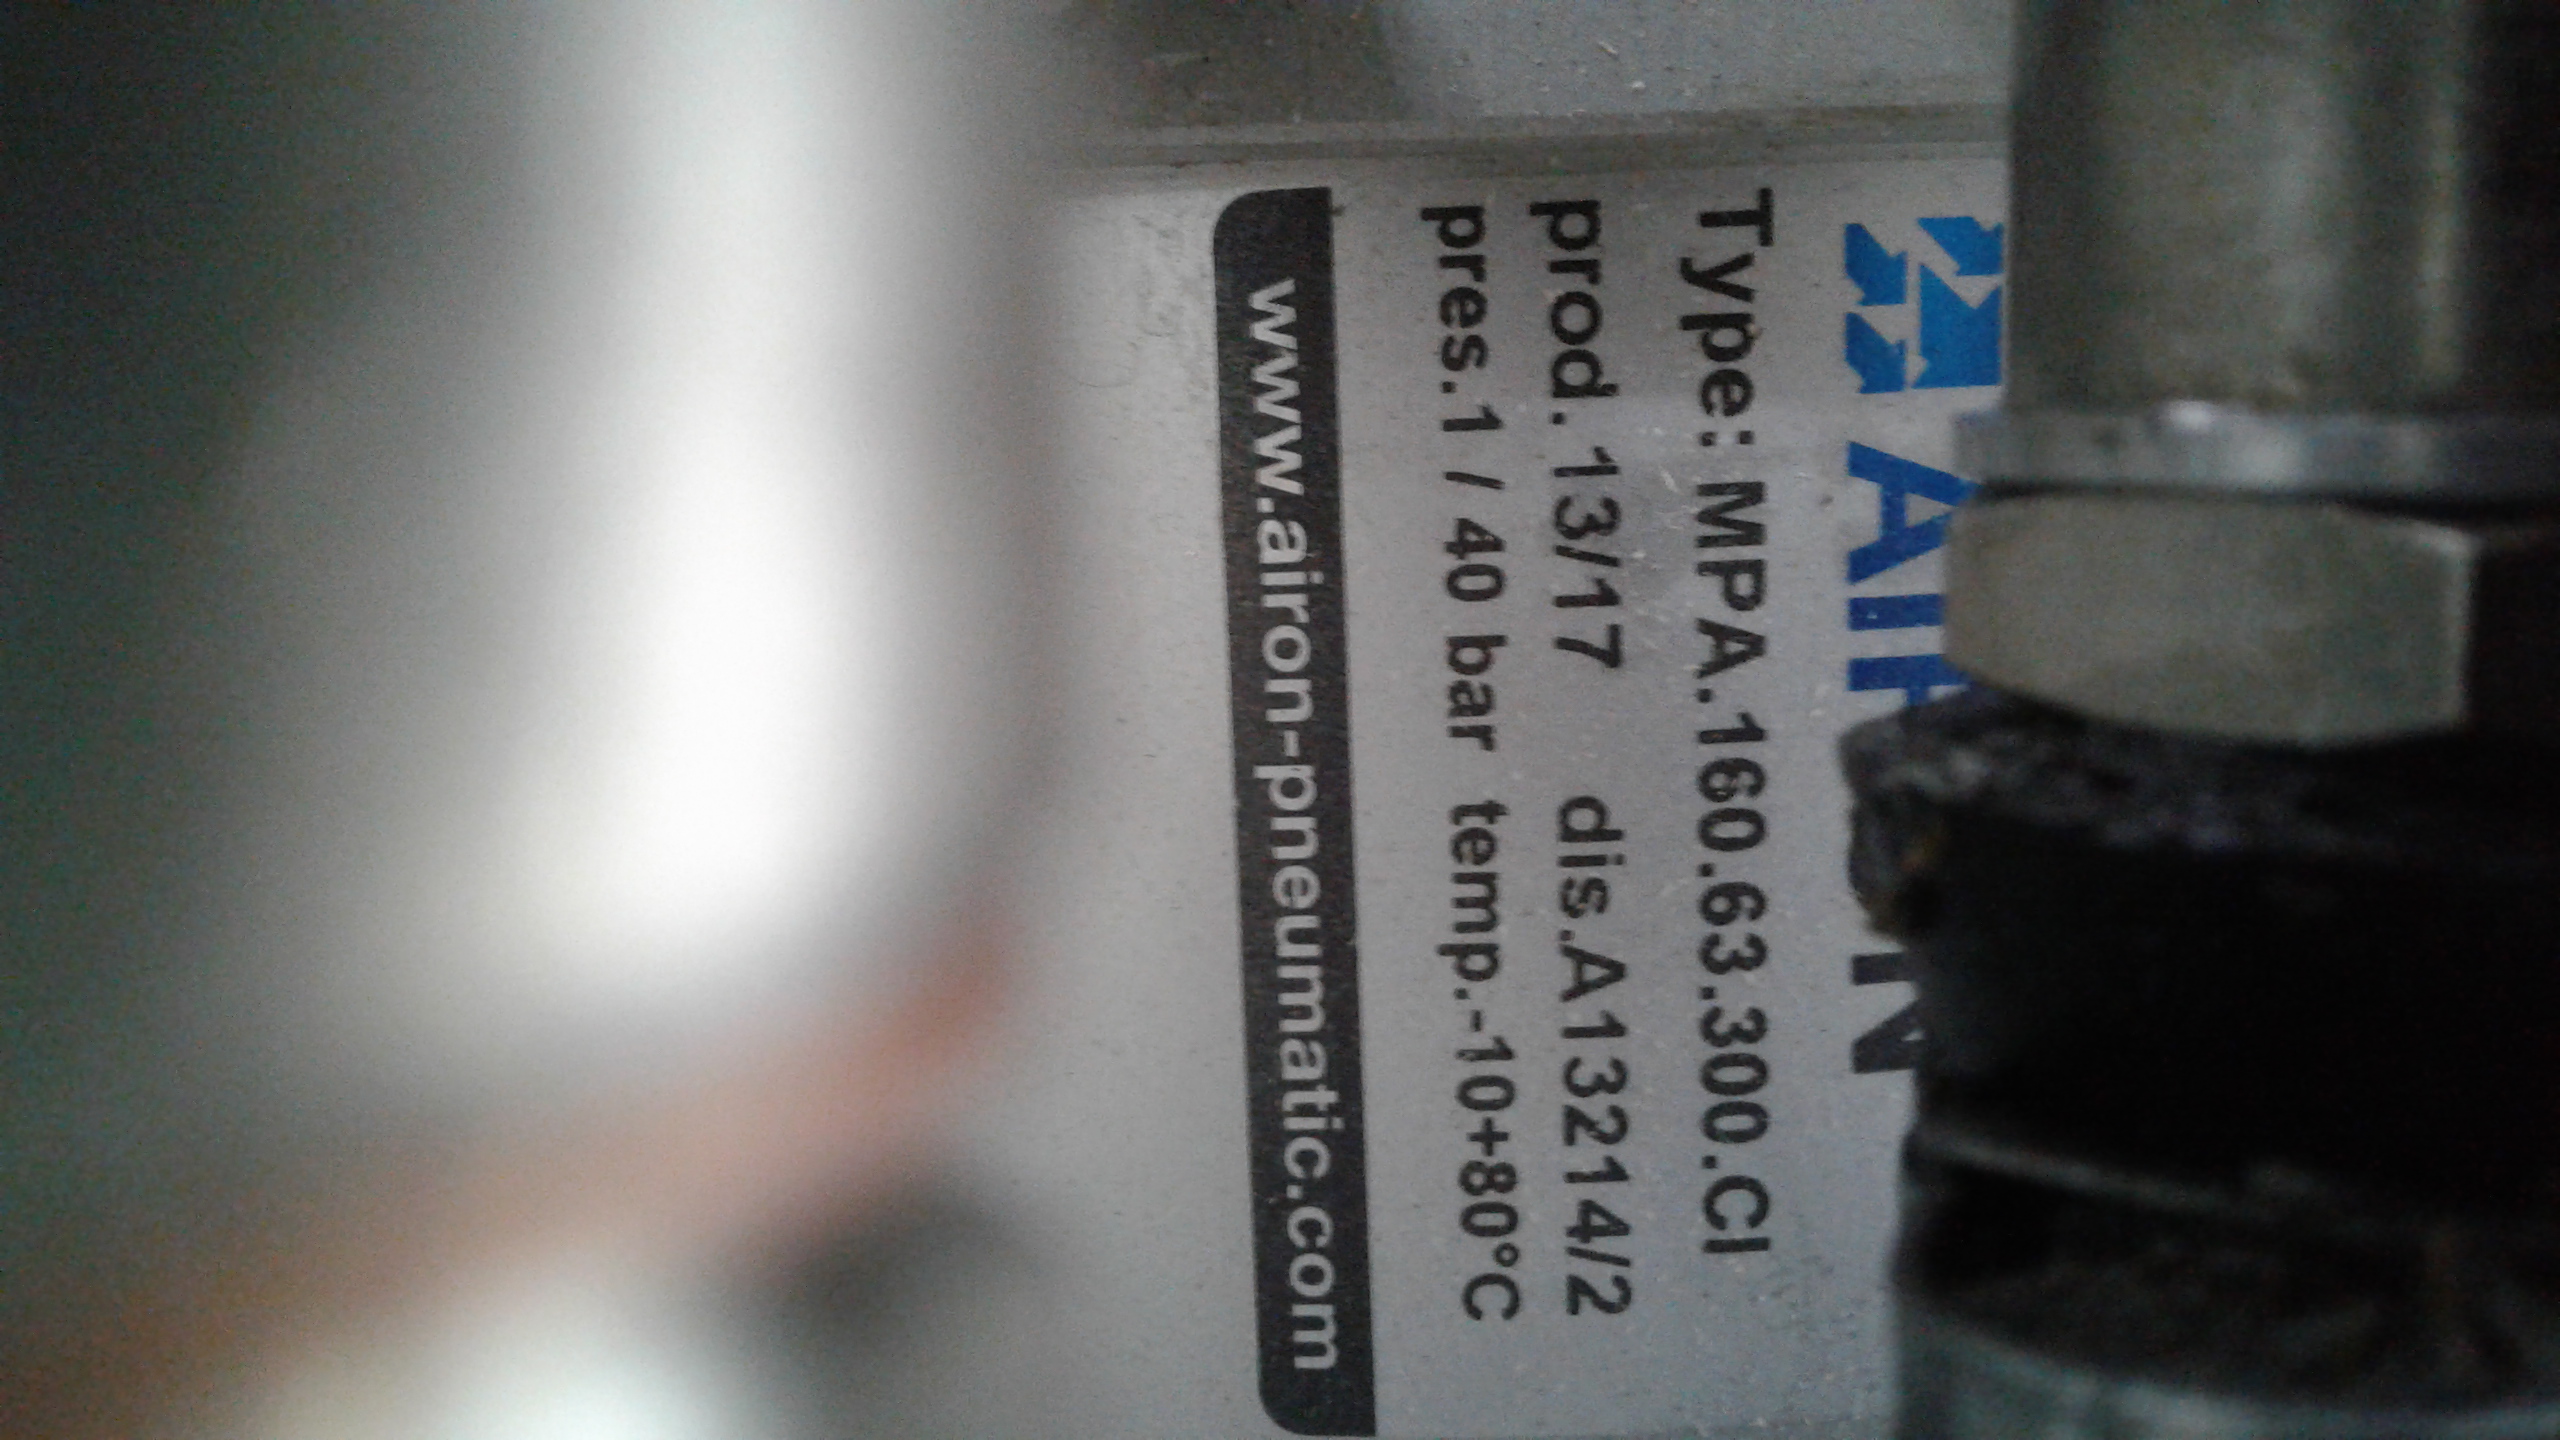 Type: MPA.160.63.300.CI
prod. 13/17 dis.A13214/2
pres.1 / 40 bar temp.-10+80°C
www.airon-pneumatic.com